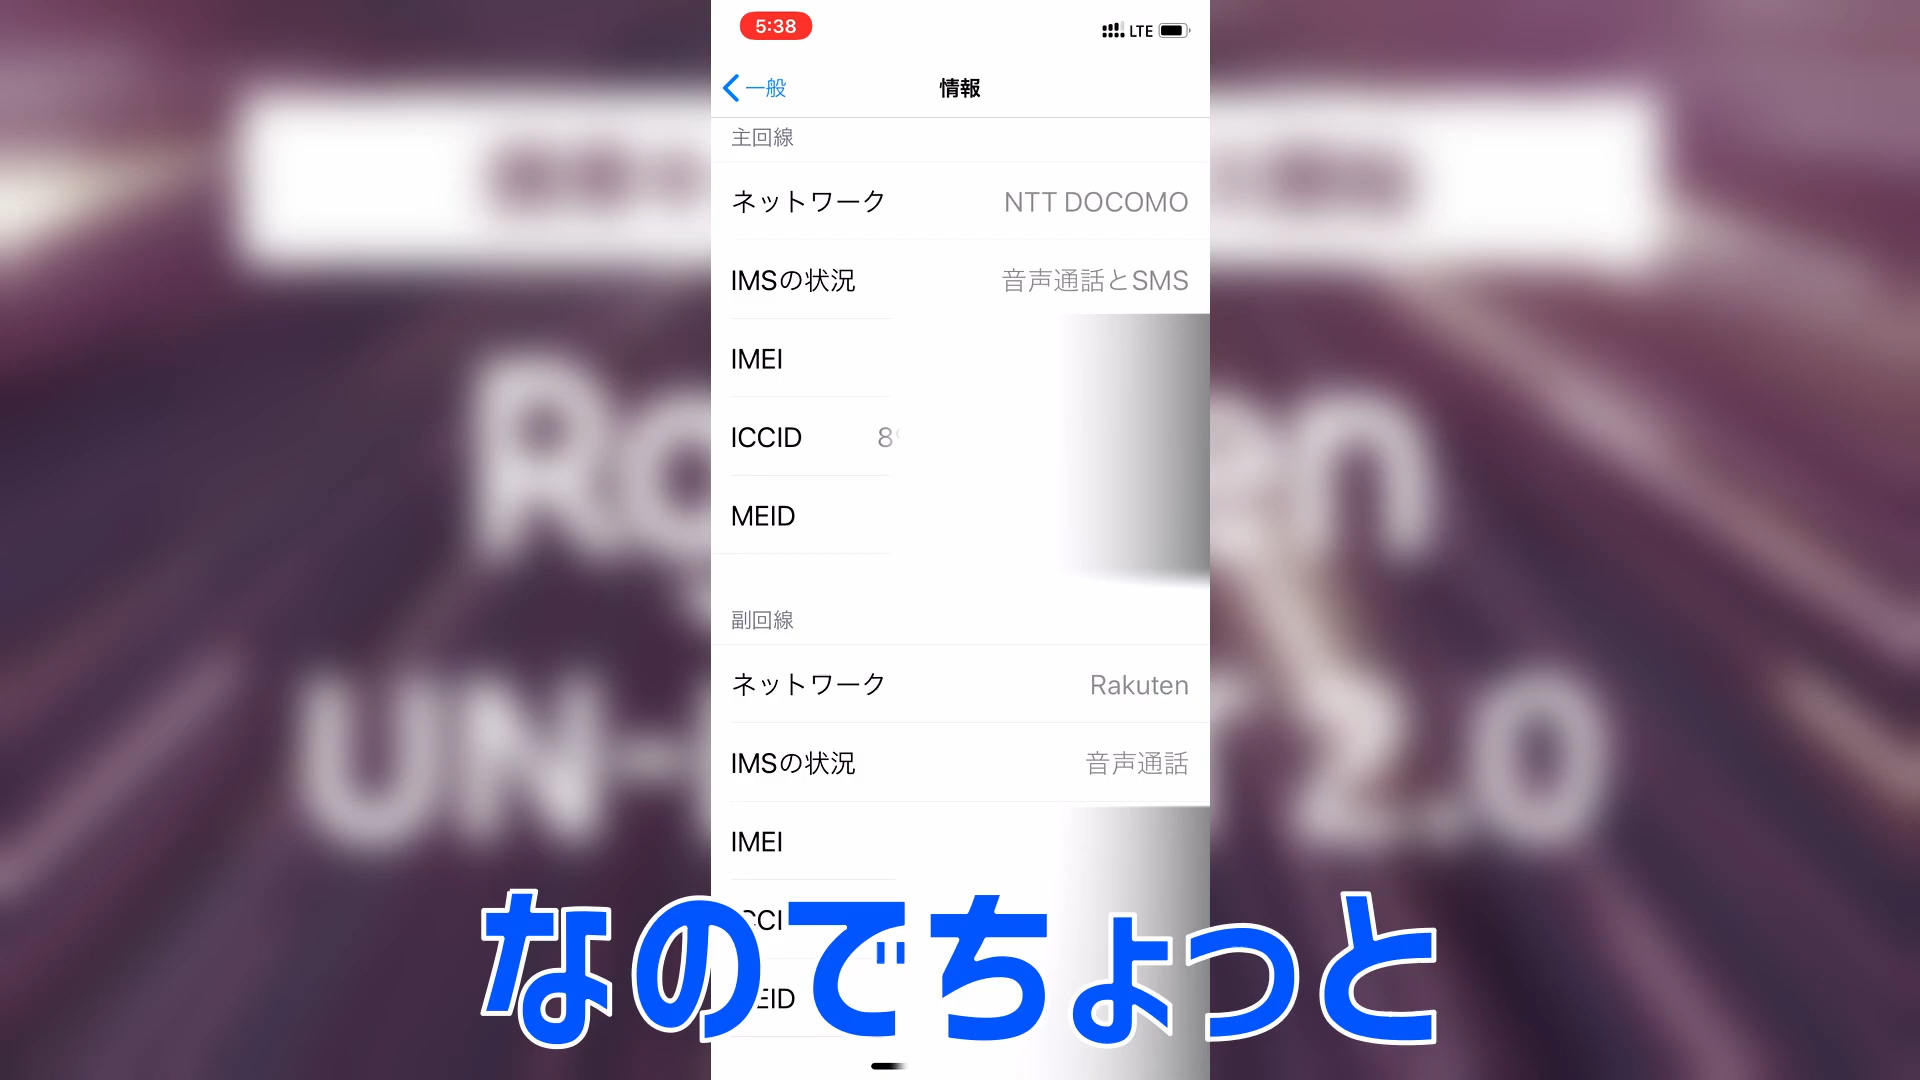 5:38
LTE
一般
情報
主回線
ネットワーク NTT DOCOMO
IMSの状況 音声通話とSMS
IMEI
ICCID 8
MEID
副回線
ネットワーク Rakuten
IMSの状況 音声通話
IMEI
なのでちょっと